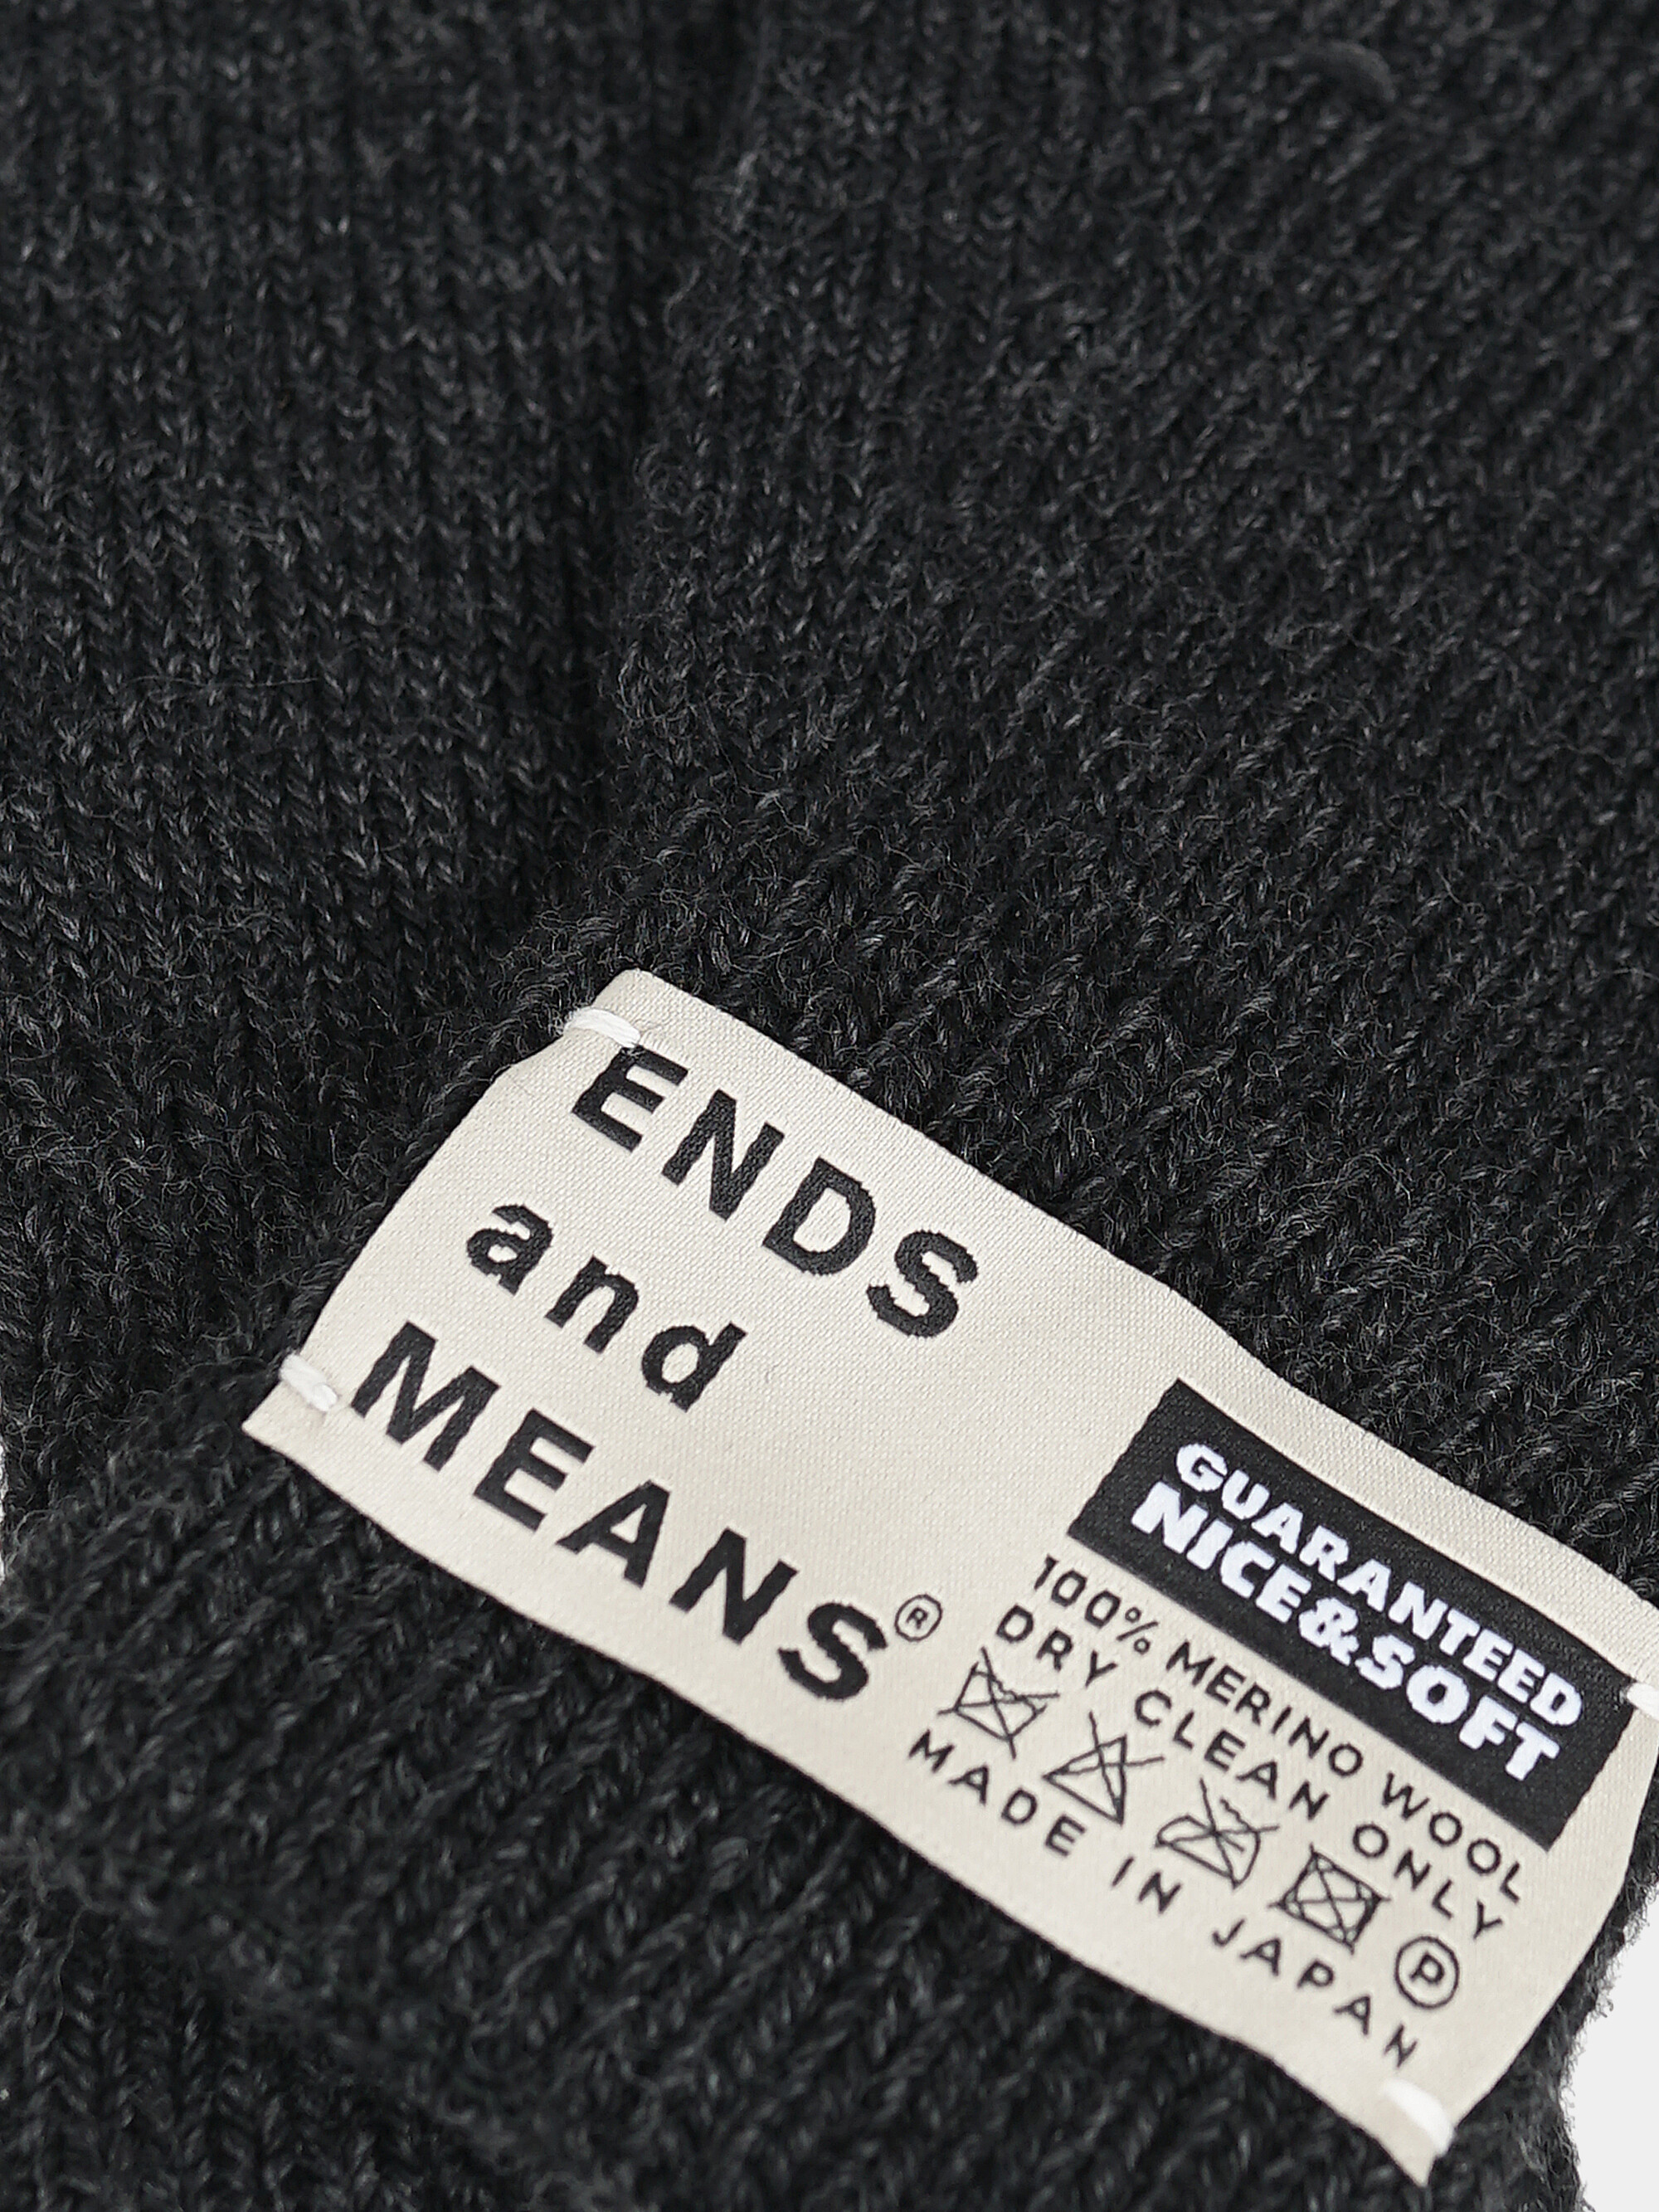 ENDS
and
MEANS®
GUARANTEED
NICE&SOFT
100% MERINO WOOL
DRY CLEAN ONLY
P
MADE IN JAPAN